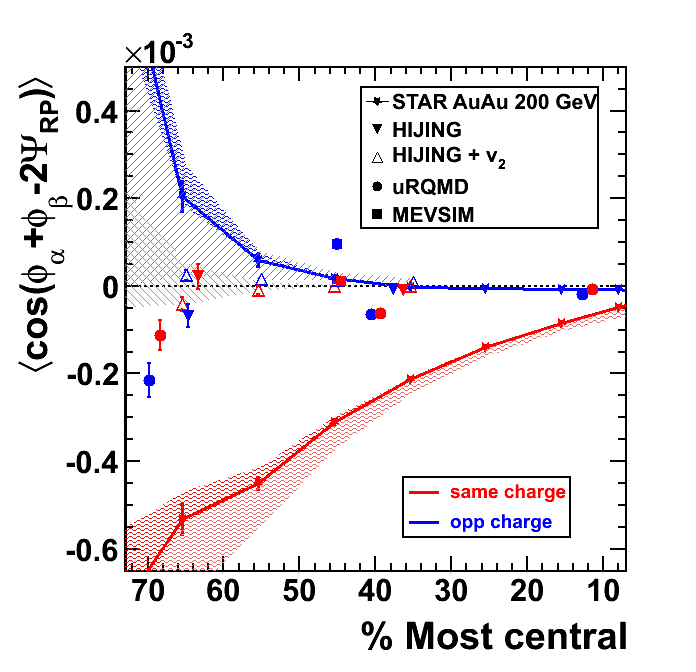 ×10⁻³
⟨cos(ϕα+ϕβ-2ΨRP)⟩
0.4
0.2
0
-0.2
-0.4
-0.6
STAR AuAu 200 GeV
HIJING
HIJING + v₂
uRQMD
MEVSIM
same charge
opp charge
70 60 50 40 30 20 10
% Most central